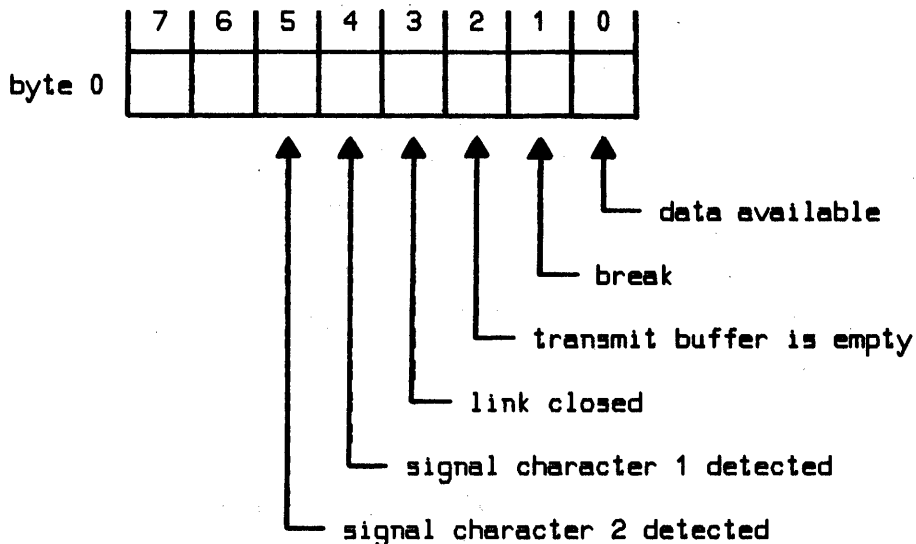 7 6 5 4 3 2 1 0
byte 0
data available
break
transmit buffer is empty
link closed
signal character 1 detected
signal character 2 detected